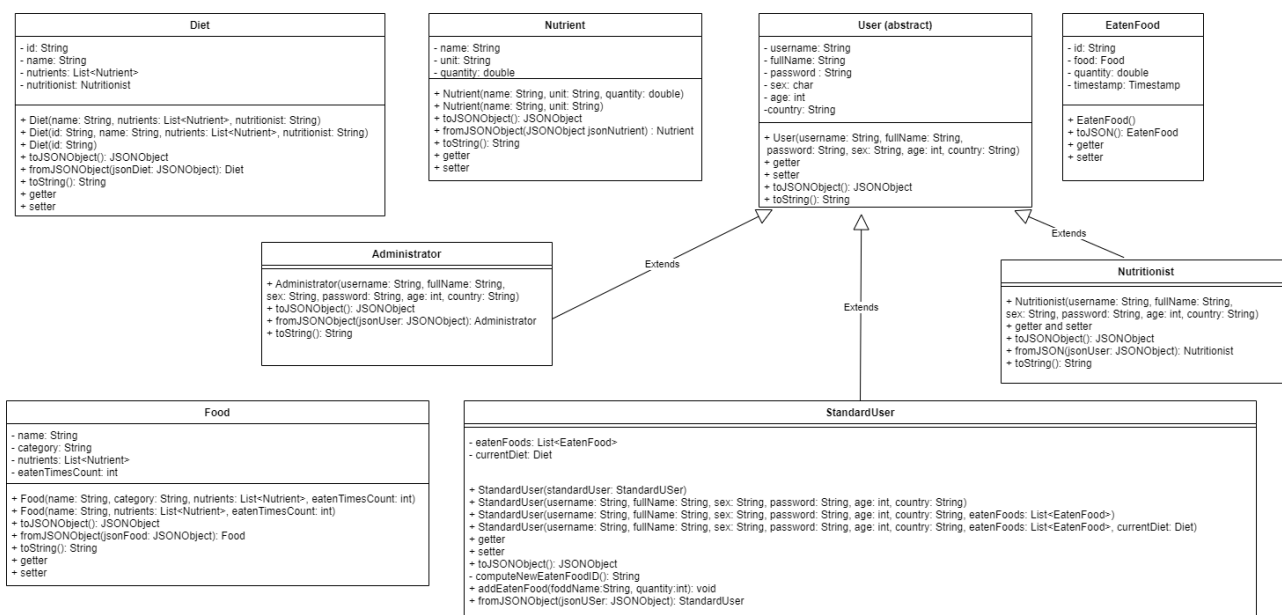 Diet
- id: String
- name: String
- nutrients: List<Nutrient>
- nutritionist: Nutritionist
+ Diet(name: String, nutrients: List<Nutrient>, nutritionist: String)
+ Diet(id: String, name: String, nutrients: List<Nutrient>, nutritionist: String)
+ Diet(id: String)
+ toJSONObject(): JSONObject
+ fromJSONObject(jsonDiet: JSONObject): Diet
+ toString(): String
+ getter
+ setter
Nutrient
- name: String
- unit: String
- quantity: double
+ Nutrient(name: String, unit: String, quantity: double)
+ Nutrient(name: String, unit: String)
+ toJSONObject(): JSONObject
+ fromJSONObject(JSONObject jsonNutrient) : Nutrient
+ toString(): String
+ getter
+ setter
User (abstract)
- username: String
- fullName: String
- password : String
- sex: char
- age: int
-country: String
+ User(username: String, fullName: String,
password: String, sex: String, age: int, country: String)
+ getter
+ setter
+ toJSONObject(): JSONObject
+ toString(): String
EatenFood
- id: String
- food: Food
- quantity: double
- timestamp: Timestamp
+ EatenFood()
+ toJSON(): EatenFood
+ getter
+ setter
Administrator
+ Administrator(username: String, fullName: String,
sex: String, password: String, age: int, country: String)
+ toJSONObject(): JSONObject
+ fromJSONObject(jsonUser: JSONObject): Administrator
+ toString(): String
Extends
Extends
Extends
Nutritionist
+ Nutritionist(username: String, fullName: String,
sex: String, password: String, age: int, country: String)
+ getter and setter
+ toJSONObject(): JSONObject
+ fromJSON(jsonUser: JSONObject): Nutritionist
+ toString(): String
Food
- name: String
- category: String
- nutrients: List<Nutrient>
- eatenTimesCount: int
+ Food(name: String, category: String, nutrients: List<Nutrient>, eatenTimesCount: int)
+ Food(name: String, nutrients: List<Nutrient>, eatenTimesCount: int)
+ toJSONObject(): JSONObject
+ fromJSONObject(jsonFood: JSONObject): Food
+ toString(): String
+ getter
+ setter
StandardUser
- eatenFoods: List<EatenFood>
- currentDiet: Diet
+ StandardUser(standardUser: StandardUSer)
+ StandardUser(username: String, fullName: String, sex: String, password: String, age: int, country: String)
+ StandardUser(username: String, fullName: String, sex: String, password: String, age: int, country: String, eatenFoods: List<EatenFood>)
+ StandardUser(username: String, fullName: String, sex: String, password: String, age: int, country: String, eatenFoods: List<EatenFood>, currentDiet: Diet)
+ getter
+ setter
+ toJSONObject(): JSONObject
- computeNewEatenFoodID(): String
+ addEatenFood(foddName:String, quantity:int): void
+ fromJSONObject(jsonUSer: JSONObject): StandardUser